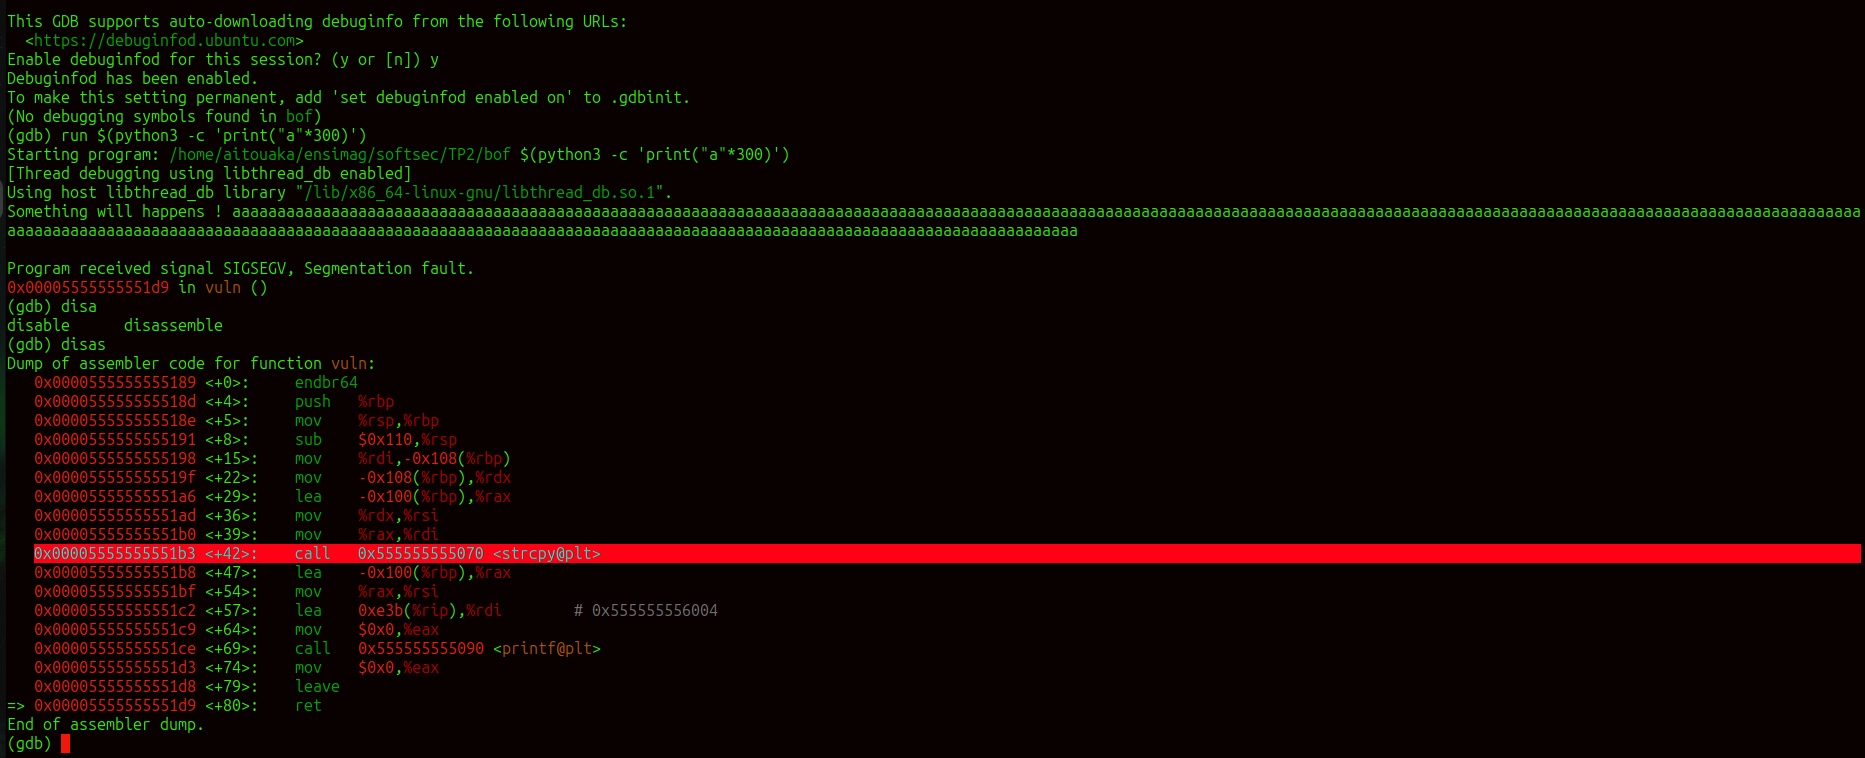 This GDB supports auto-downloading debuginfo from the following URLs:
  <https://debuginfod.ubuntu.com>
Enable debuginfod for this session? (y or [n]) y
Debuginfod has been enabled.
To make this setting permanent, add 'set debuginfod enabled on' to .gdbinit.
(No debugging symbols found in bof)
(gdb) run $(python3 -c 'print("a"*300)')
Starting program: /home/aitouaka/ensimag/softsec/TP2/bof $(python3 -c 'print("a"*300)')
[Thread debugging using libthread_db enabled]
Using host libthread_db library "/lib/x86_64-linux-gnu/libthread_db.so.1".
Something will happens ! aaaaaaaaaaaaaaaaaaaaaaaaaaaaaaaaaaaaaaaaaaaaaaaaaaaaaaaaaaaaaaaaaaaaaaaaaaaaaaaaaaaaaaaaaaaaaaaaaaaaaaaaaaaaaaaaaaaaaaaaaaaaaaaaaaaaaaaaaaaaaaaaaaaaaaaaaaaaaaaaaaaaaaaaaaaaaaaaaaaaa
aaaaaaaaaaaaaaaaaaaaaaaaaaaaaaaaaaaaaaaaaaaaaaaaaaaaaaaaaaaaaaaaaaaaaaaaaaaaaaaaaaaaaaaaaaaaaaaaaaaaaaaaaaaaaaaaaaaaaaa
Program received signal SIGSEGV, Segmentation fault.
0x00005555555551d9 in vuln ()
(gdb) disa
disable      disassemble
(gdb) disas
Dump of assembler code for function vuln:
   0x0000555555555189 <+0>:     endbr64
   0x000055555555518d <+4>:     push   %rbp
   0x000055555555518e <+5>:     mov    %rsp,%rbp
   0x0000555555555191 <+8>:     sub    $0x110,%rsp
   0x0000555555555198 <+15>:    mov    %rdi,-0x108(%rbp)
   0x000055555555519f <+22>:    mov    -0x108(%rbp),%rdx
   0x00005555555551a6 <+29>:    lea    -0x100(%rbp),%rax
   0x00005555555551ad <+36>:    mov    %rdx,%rsi
   0x00005555555551b0 <+39>:    mov    %rax,%rdi
   0x00005555555551b3 <+42>:    call   0x555555555070 <strcpy@plt>
   0x00005555555551b8 <+47>:    lea    -0x100(%rbp),%rax
   0x00005555555551bf <+54>:    mov    %rax,%rsi
   0x00005555555551c2 <+57>:    lea    0xe3b(%rip),%rdi        # 0x555555556004
   0x00005555555551c9 <+64>:    mov    $0x0,%eax
   0x00005555555551ce <+69>:    call   0x555555555090 <printf@plt>
   0x00005555555551d3 <+74>:    mov    $0x0,%eax
   0x00005555555551d8 <+79>:    leave
=> 0x00005555555551d9 <+80>:    ret
End of assembler dump.
(gdb)